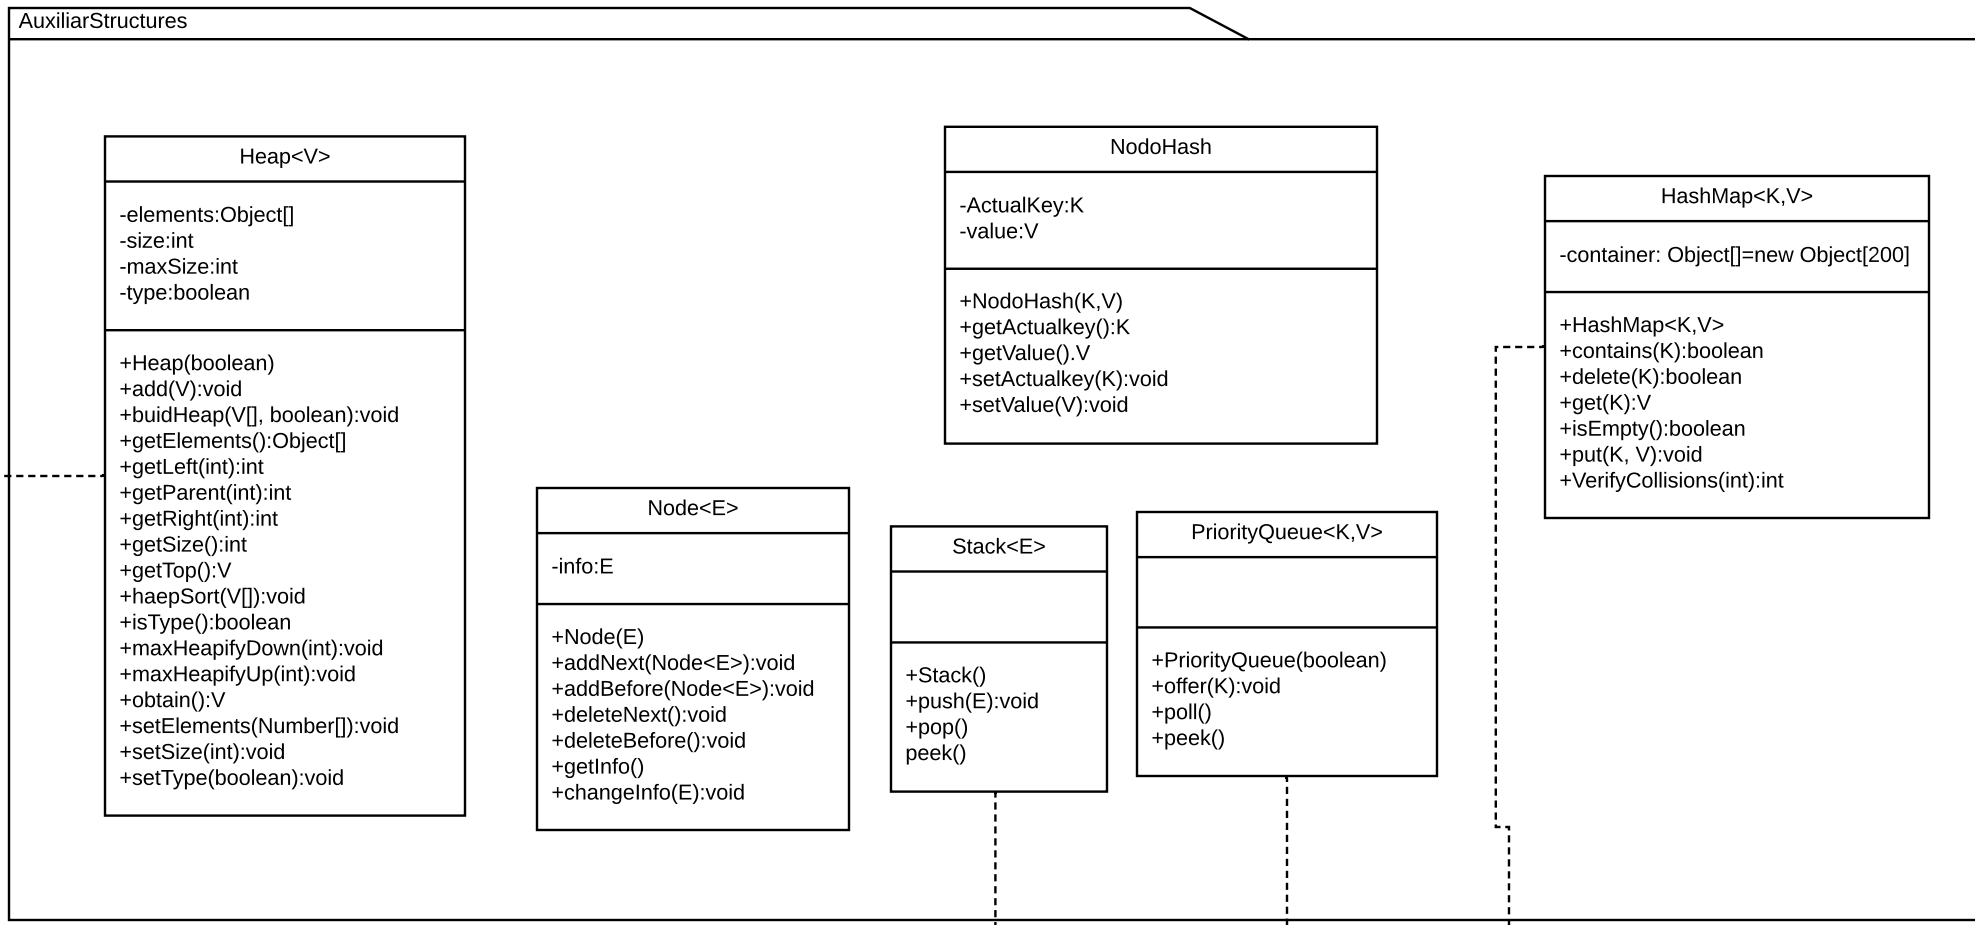 AuxiliarStructures
Heap<V>
-elements:Object[]
-size:int
-maxSize:int
-type:boolean
+Heap(boolean)
+add(V):void
+buidHeap(V[], boolean):void
+getElements():Object[]
+getLeft(int):int
+getParent(int):int
+getRight(int):int
+getSize():int
+getTop():V
+haepSort(V[]):void
+isType():boolean
+maxHeapifyDown(int):void
+maxHeapifyUp(int):void
+obtain():V
+setElements(Number[]):void
+setSize(int):void
+setType(boolean):void
Node<E>
-info:E
+Node(E)
+addNext(Node<E>):void
+addBefore(Node<E>):void
+deleteNext():void
+deleteBefore():void
+getInfo()
+changeInfo(E):void
NodoHash
-ActualKey:K
-value:V
+NodoHash(K,V)
+getActualkey():K
+getValue().V
+setActualkey(K):void
+setValue(V):void
Stack<E>
+Stack()
+push(E):void
+pop()
peek()
PriorityQueue<K,V>
+PriorityQueue(boolean)
+offer(K):void
+poll()
+peek()
HashMap<K,V>
-container: Object[]=new Object[200]
+HashMap<K,V>
+contains(K):boolean
+delete(K):boolean
+get(K):V
+isEmpty():boolean
+put(K, V):void
+VerifyCollisions(int):int